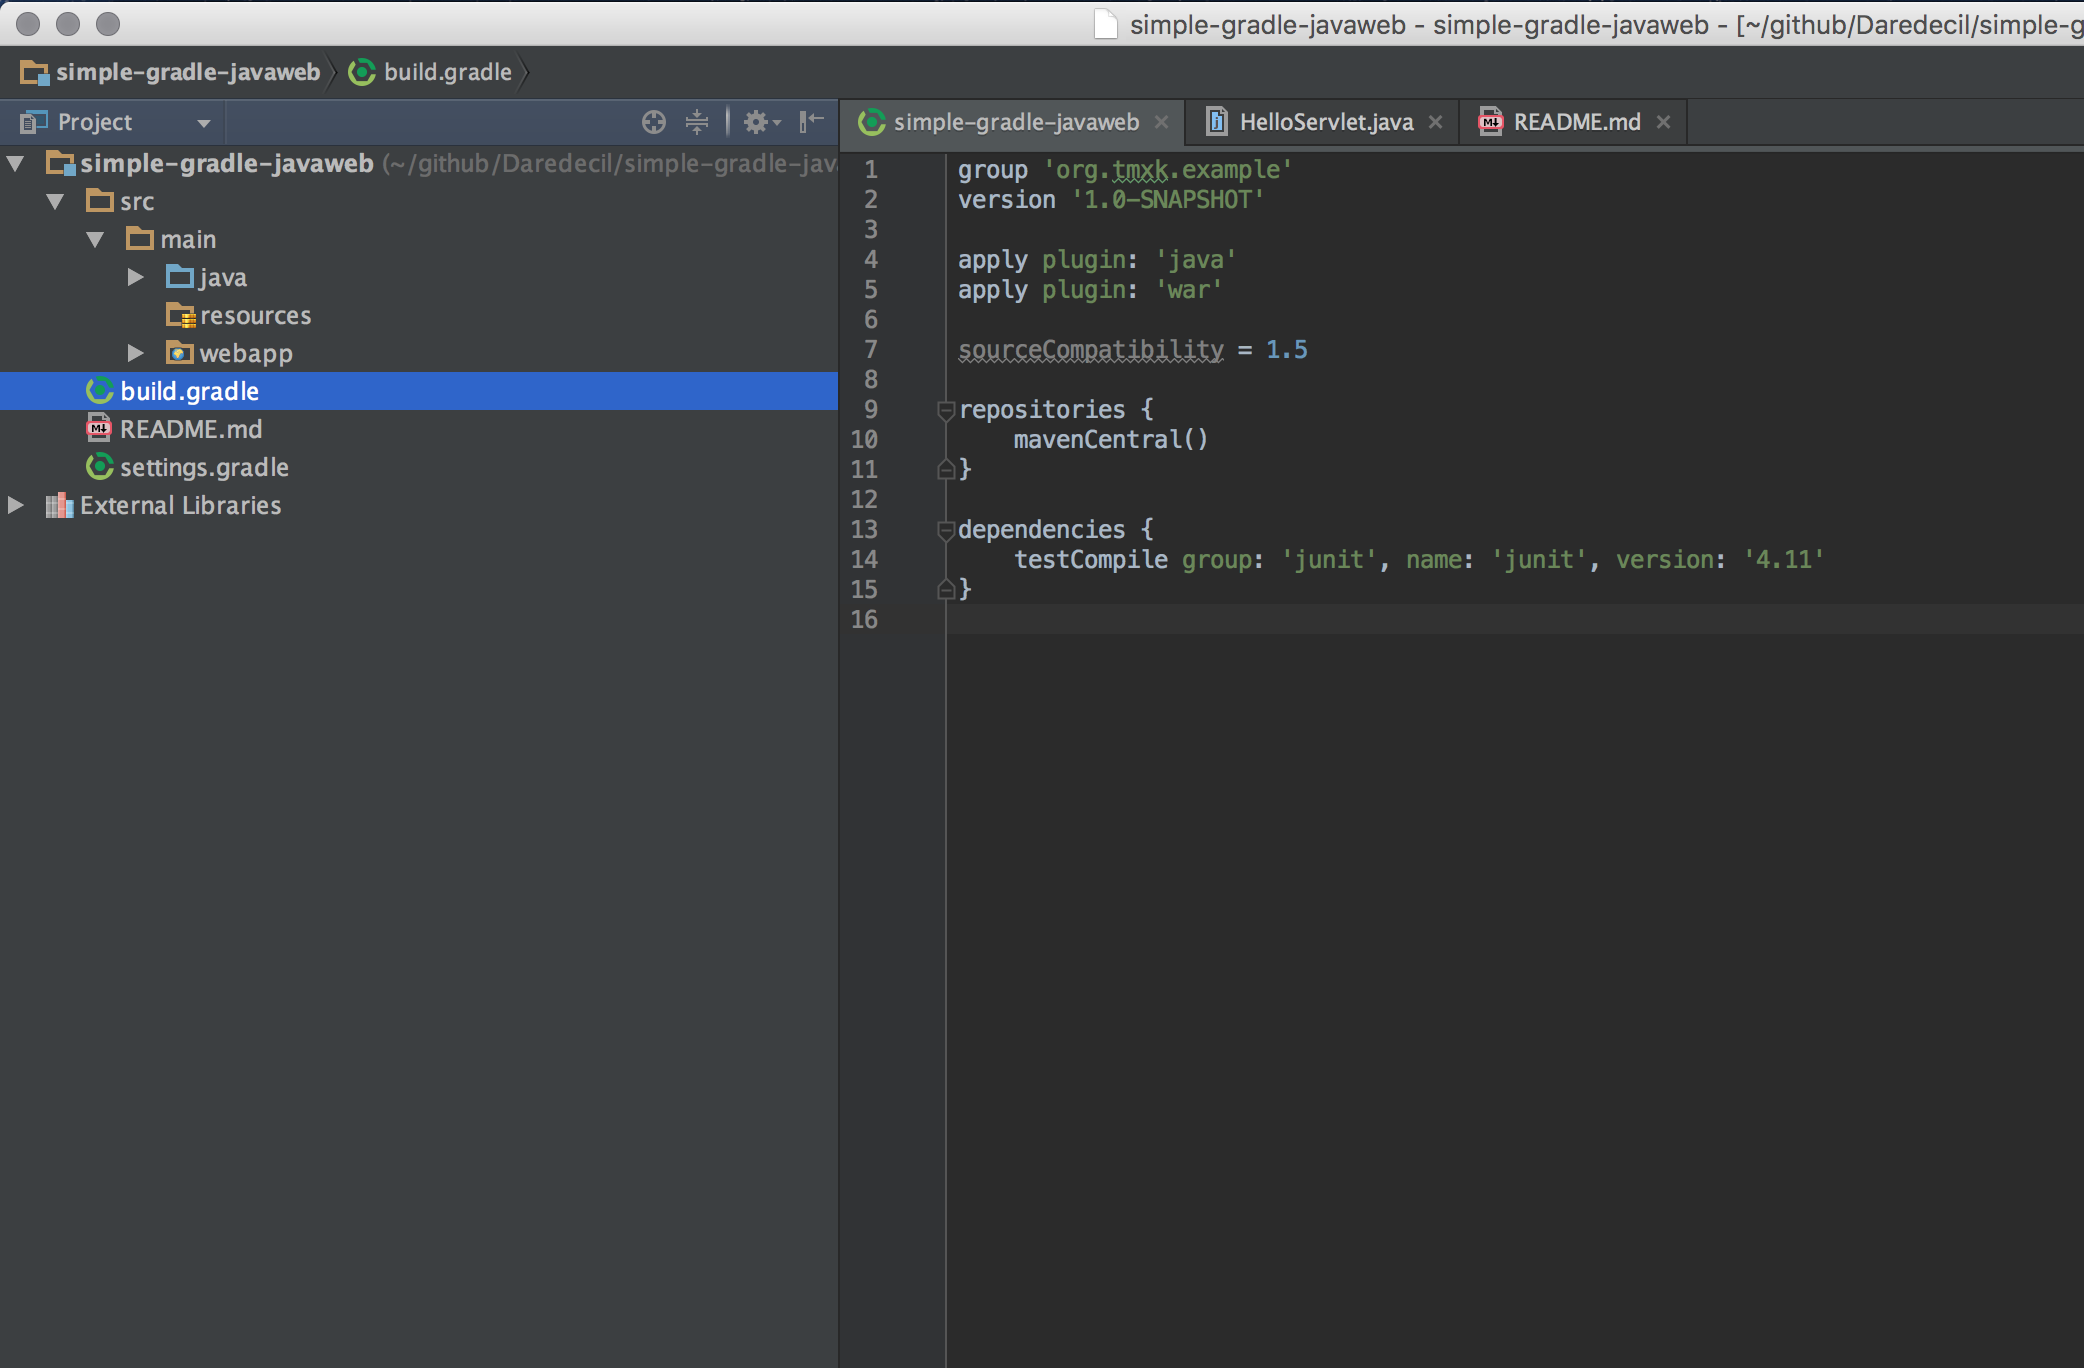 simple-gradle-javaweb - simple-gradle-javaweb - [~/github/Daredecil/simple-g
simple-gradle-javaweb build.gradle
Project
simple-gradle-javaweb (~/github/Daredecil/simple-gradle-jav
src
main
java
resources
webapp
build.gradle
README.md
settings.gradle
External Libraries
simple-gradle-javaweb HelloServlet.java README.md
1 group 'org.tmxk.example'
2 version '1.0-SNAPSHOT'
3
4 apply plugin: 'java'
5 apply plugin: 'war'
6
7 sourceCompatibility = 1.5
8
9 repositories {
10     mavenCentral()
11 }
12
13 dependencies {
14     testCompile group: 'junit', name: 'junit', version: '4.11'
15 }
16